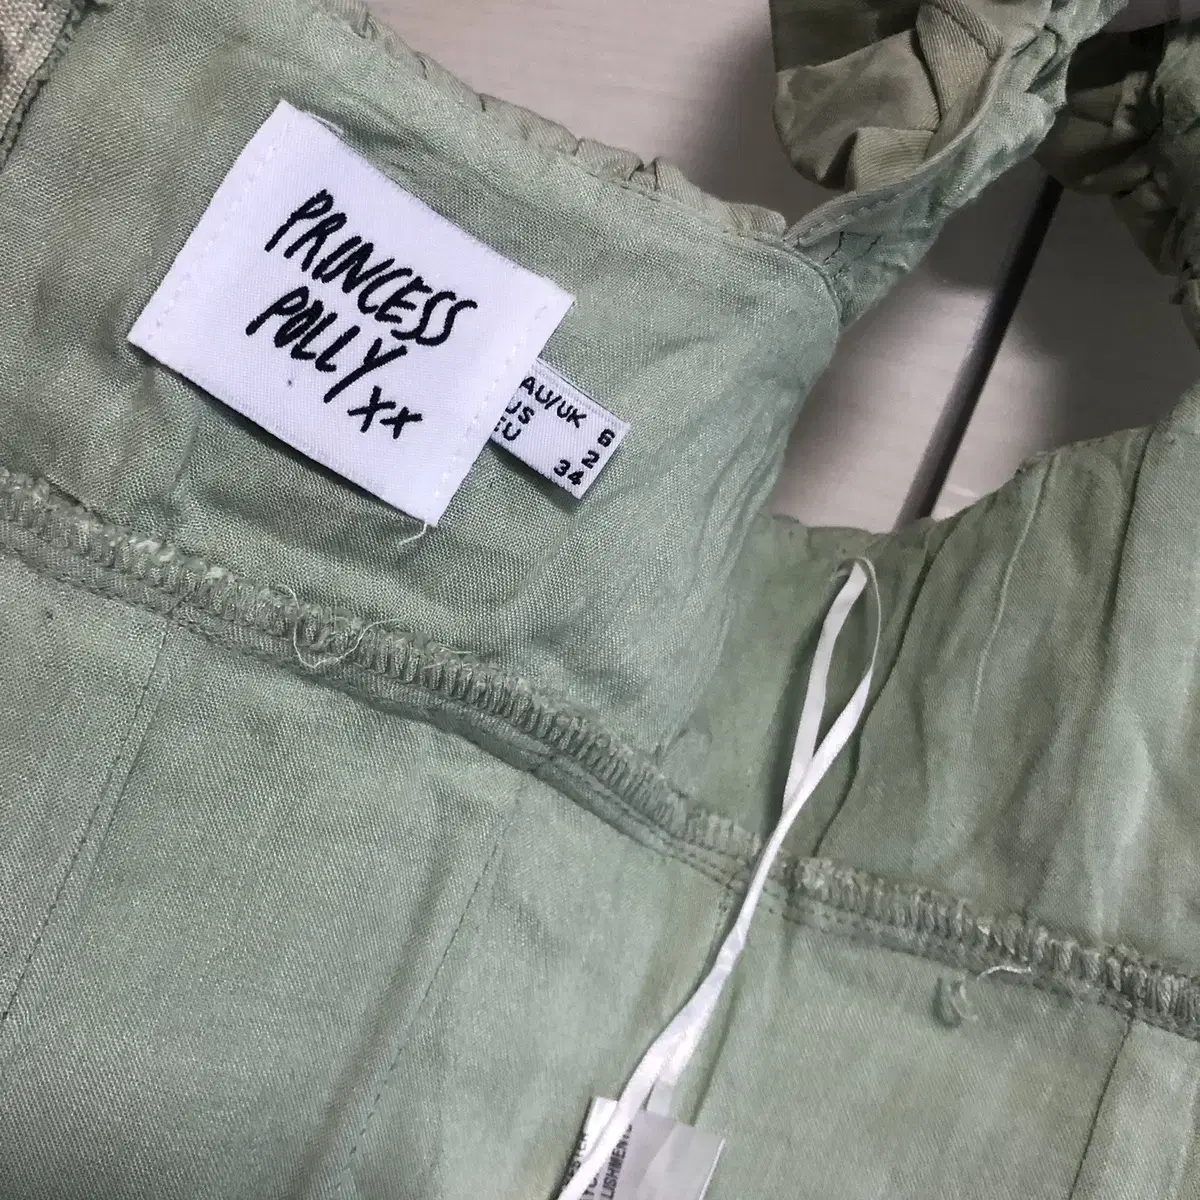 PRINCESS
POLLY XX
AU/UK 6
US 2
EU 34